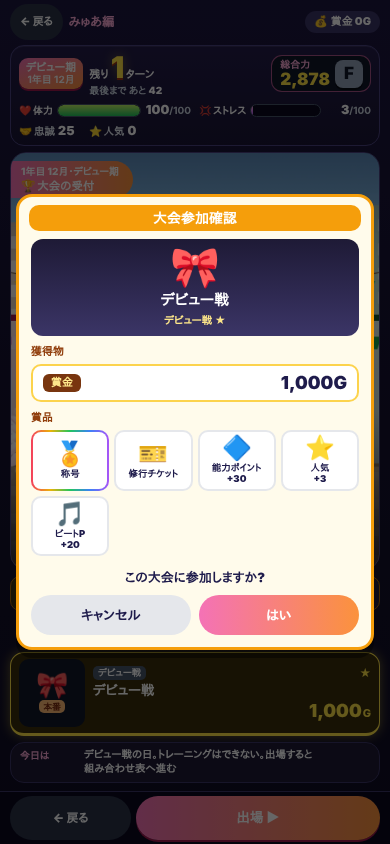 ← 戻る
みゅあ編
賞金 0G
デビュー期
1年目 12月
残り1ターン
最後まで あと 42
総合力
2,878 F
体力 100/100
ストレス 3/100
忠誠 25
人気 0
1年目 12月・デビュー期
大会の受付
大会参加確認
デビュー戦
デビュー戦 ★
獲得物
賞金 1,000G
賞品
称号
修行チケット
能力ポイント
+30
人気
+3
ビートP
+20
この大会に参加しますか?
キャンセル
はい
本番
デビュー戦
★
デビュー戦
1,000G
今日は
デビュー戦の日。トレーニングはできない。出場すると
組み合わせ表へ進む
← 戻る
出場 ▶